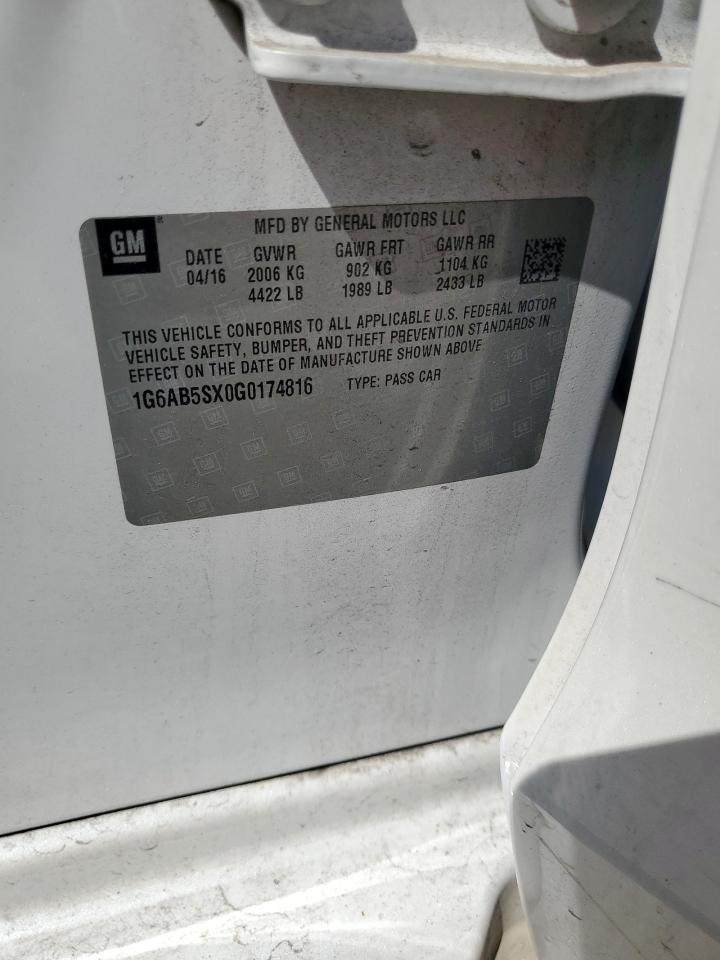 GM
MFD BY GENERAL MOTORS LLC
DATE GVWR GAWR FRT GAWR RR
04/16 2006 KG 902 KG 1104 KG
4422 LB 1989 LB 2433 LB
THIS VEHICLE CONFORMS TO ALL APPLICABLE U.S. FEDERAL MOTOR
VEHICLE SAFETY, BUMPER, AND THEFT PREVENTION STANDARDS IN
EFFECT ON THE DATE OF MANUFACTURE SHOWN ABOVE.
1G6AB5SX0G0174816 TYPE: PASS CAR